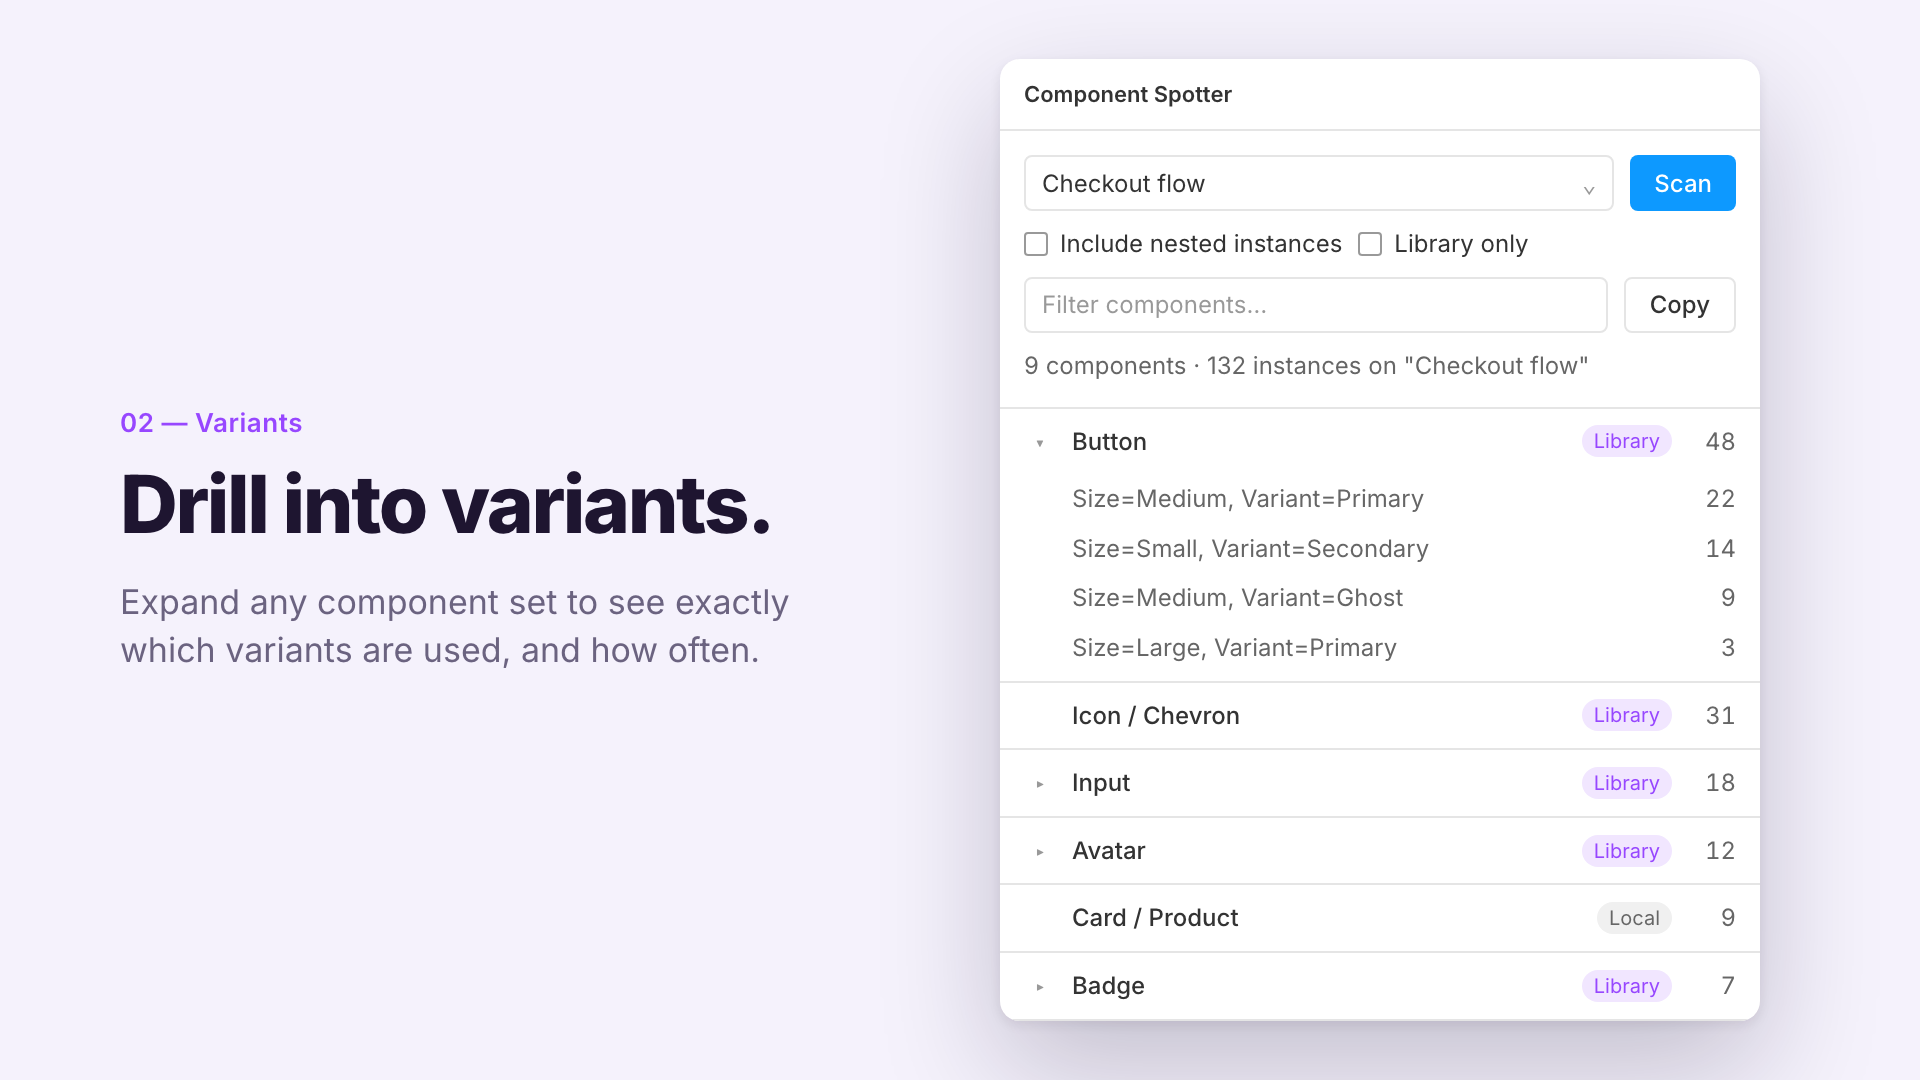 02 — Variants
Drill into variants.
Expand any component set to see exactly
which variants are used, and how often.
Component Spotter
Checkout flow
Scan
Include nested instances
Library only
Filter components...
Copy
9 components · 132 instances on "Checkout flow"
Button Library 48
Size=Medium, Variant=Primary 22
Size=Small, Variant=Secondary 14
Size=Medium, Variant=Ghost 9
Size=Large, Variant=Primary 3
Icon / Chevron Library 31
Input Library 18
Avatar Library 12
Card / Product Local 9
Badge Library 7